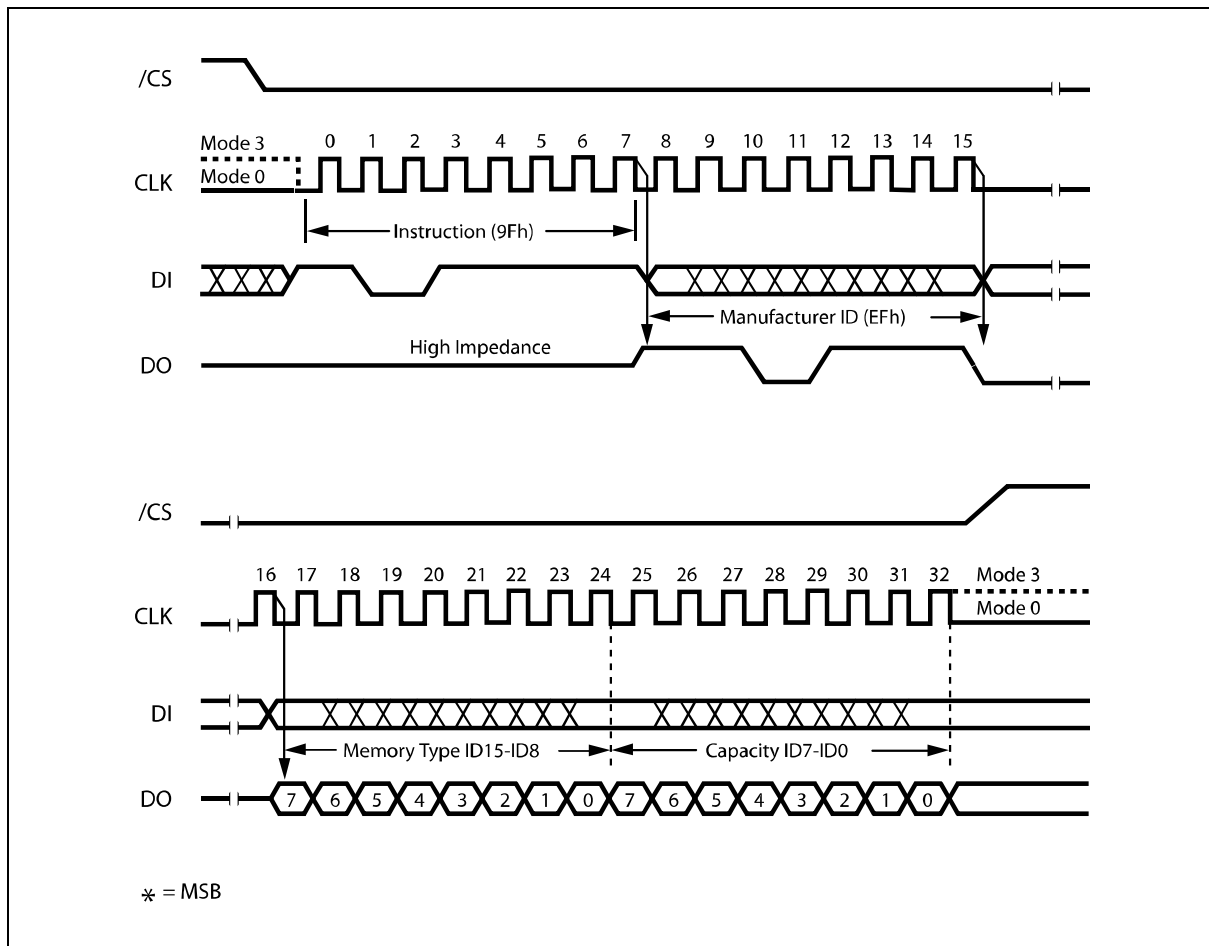 /CS
Mode 3
0 1 2 3 4 5 6 7 8 9 10 11 12 13 14 15
CLK
Mode 0
Instruction (9Fh)
DI
Manufacturer ID (EFh)
High Impedance
DO
/CS
16 17 18 19 20 21 22 23 24 25 26 27 28 29 30 31 32
Mode 3
CLK
Mode 0
DI
Memory Type ID15-ID8
Capacity ID7-ID0
DO
7 6 5 4 3 2 1 0 7 6 5 4 3 2 1 0
* = MSB